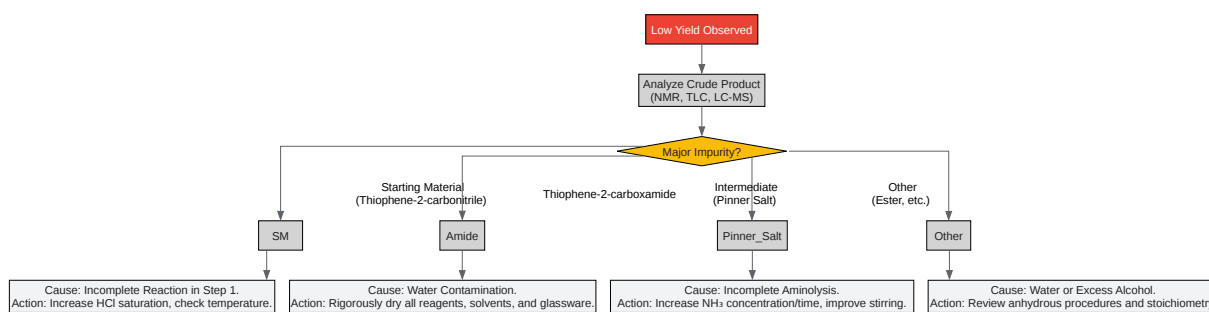 Low Yield Observed
Analyze Crude Product
(NMR, TLC, LC-MS)
Major Impurity?
Starting Material
(Thiophene-2-carbonitrile)
Thiophene-2-carboxamide
Intermediate
(Pinner Salt)
Other
(Ester, etc.)
SM
Amide
Pinner_Salt
Other
Cause: Incomplete Reaction in Step 1.
Action: Increase HCl saturation, check temperature.
Cause: Water Contamination.
Action: Rigorously dry all reagents, solvents, and glassware.
Cause: Incomplete Aminolysis.
Action: Increase NH₃ concentration/time, improve stirring.
Cause: Water or Excess Alcohol.
Action: Review anhydrous procedures and